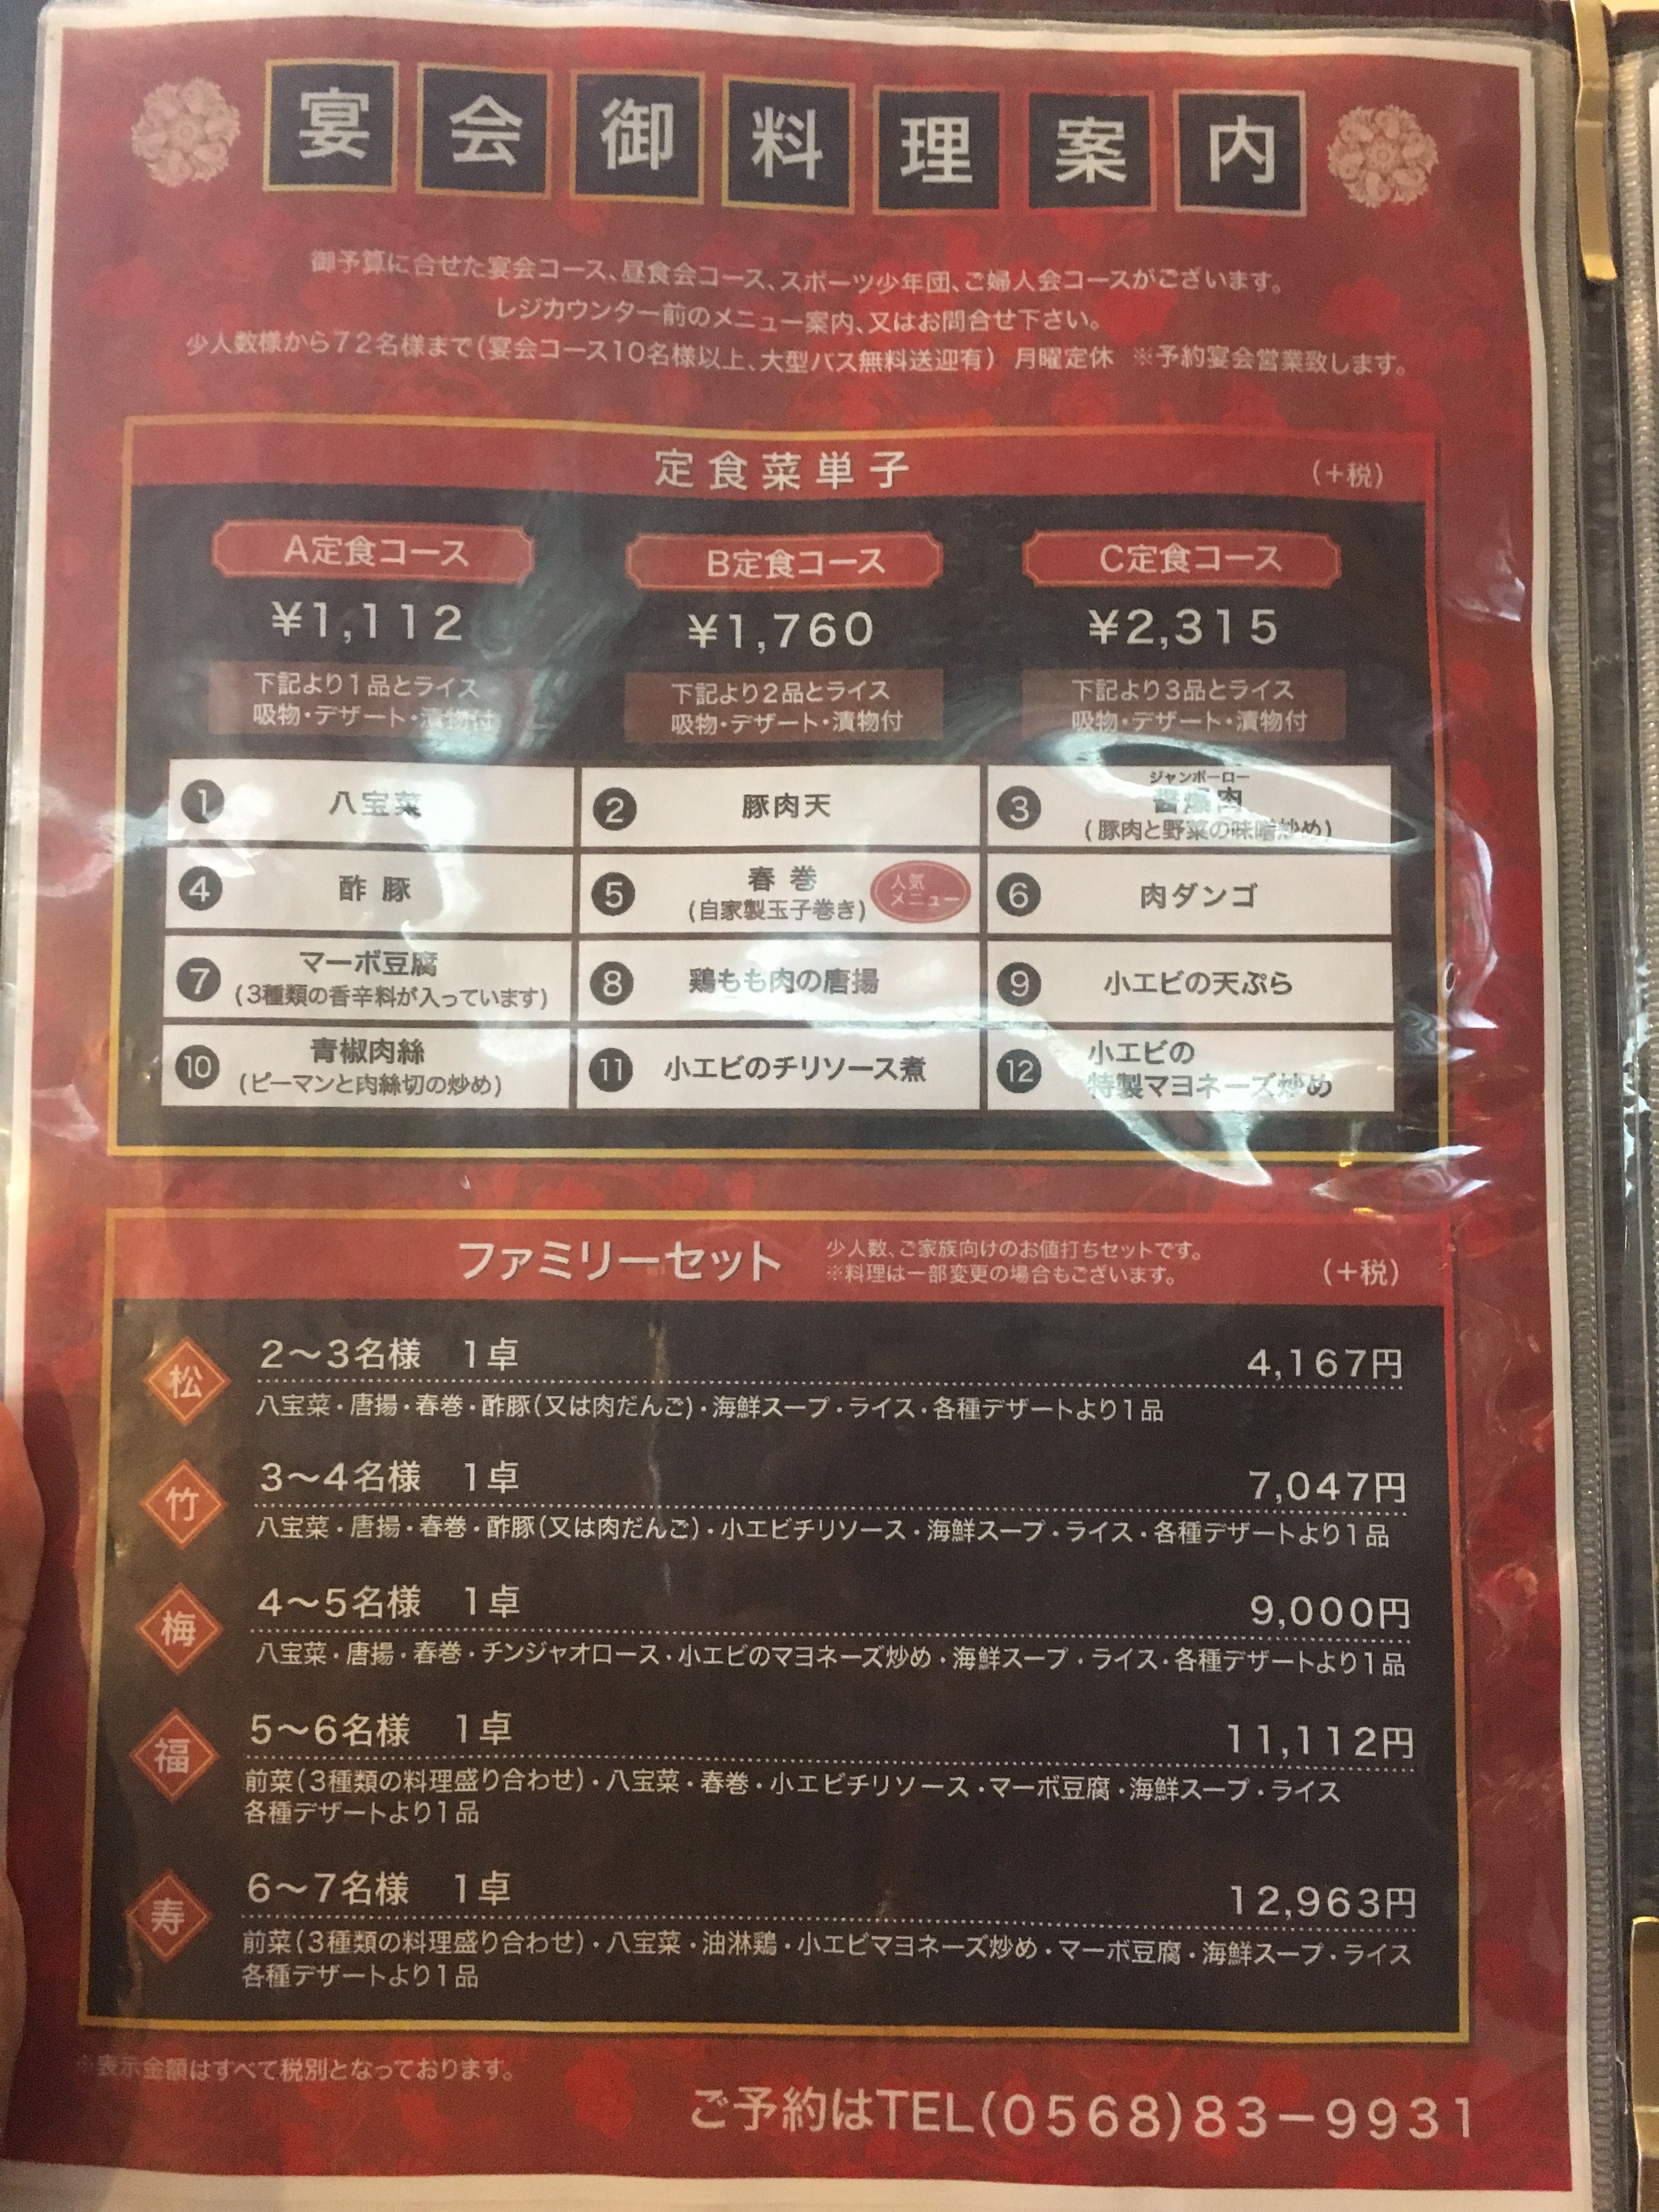 宴会御料理案内
御予算に合せた宴会コース、昼食会コース、スポーツ少年団、ご婦人会コースがございます。
レジカウンター前のメニュー案内、又はお問合せ下さい。
少人数様から72名様まで(宴会コース10名様以上、大型バス無料送迎有) 月曜定休 ※予約宴会営業致します。
定食菜単子 (+税)
A定食コース B定食コース C定食コース
¥1,112 ¥1,760 ¥2,315
下記より1品とライス 下記より2品とライス 下記より3品とライス
吸物・デザート・漬物付 吸物・デザート・漬物付 吸物・デザート・漬物付
❶ 八宝菜
❷ 豚肉天
❸ ジャンボーロー
醤爆肉
(豚肉と野菜の味噌炒め)
❹ 酢豚
❺ 春巻
(自家製玉子巻き)
人気
メニュー
❻ 肉ダンゴ
❼ マーボ豆腐
(3種類の香辛料が入っています)
❽ 鶏もも肉の唐揚
❾ 小エビの天ぷら
❿ 青椒肉絲
(ピーマンと肉絲切の炒め)
⓫ 小エビのチリソース煮
⓬ 小エビの
特製マヨネーズ炒め
ファミリーセット
少人数、ご家族向けのお値打ちセットです。
※料理は一部変更の場合もございます。
(+税)
松 2〜3名様 1卓 4,167円
八宝菜・唐揚・春巻・酢豚(又は肉だんご)・海鮮スープ・ライス・各種デザートより1品
竹 3〜4名様 1卓 7,047円
八宝菜・唐揚・春巻・酢豚(又は肉だんご)・小エビチリソース・海鮮スープ・ライス・各種デザートより1品
梅 4〜5名様 1卓 9,000円
八宝菜・唐揚・春巻・チンジャオロース・小エビのマヨネーズ炒め・海鮮スープ・ライス・各種デザートより1品
福 5〜6名様 1卓 11,112円
前菜(3種類の料理盛り合わせ)・八宝菜・春巻・小エビチリソース・マーボ豆腐・海鮮スープ・ライス
各種デザートより1品
寿 6〜7名様 1卓 12,963円
前菜(3種類の料理盛り合わせ)・八宝菜・油淋鶏・小エビマヨネーズ炒め・マーボ豆腐・海鮮スープ・ライス
各種デザートより1品
※表示金額はすべて税別となっております。
ご予約はTEL(0568)83-9931